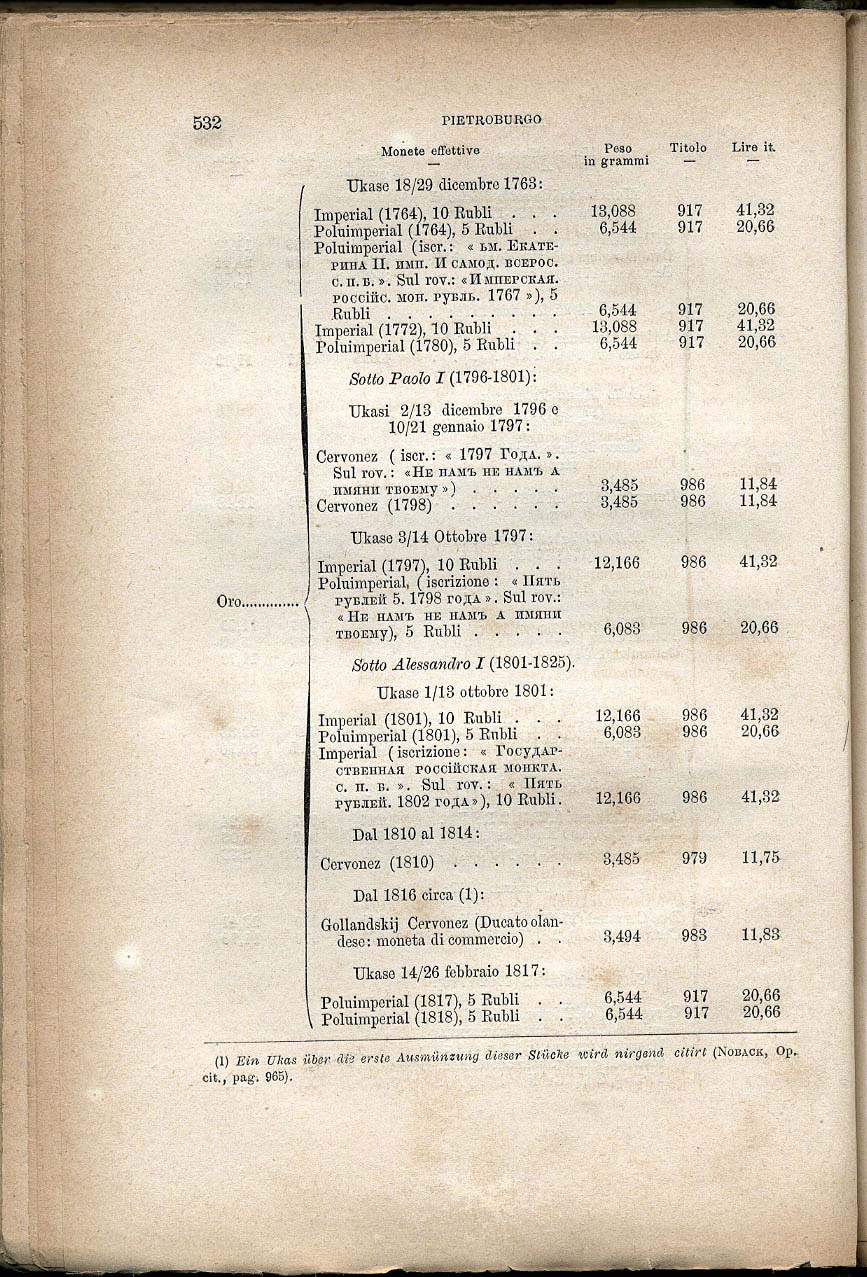 532 PIETROBURGO
Monete effettive Peso in grammi Titolo Lire it.
Ukase 18/29 dicembre 1763:
Imperial (1764), 10 Rubli . . . 13,088 917 41,32
Poluimperial (1764), 5 Rubli . . 6,544 917 20,66
Poluimperial (iscr.: « ьм. Екате-
рина II. имп. И самод. всерос.
с. п. в. ». Sul rov.: «Имперская.
россійс. мон. рубль. 1767 »), 5
Rubli . . . . . . . . . 6,544 917 20,66
Imperial (1772), 10 Rubli . . . 13,088 917 41,32
Poluimperial (1780), 5 Rubli . . 6,544 917 20,66
Sotto Paolo I (1796-1801):
Ukasi 2/13 dicembre 1796 e
10/21 gennaio 1797:
Cervonez ( iscr.: « 1797 Года. ».
Sul rov.: «Не намъ не намъ а
имяни твоему») . . . . . 3,485 986 11,84
Cervonez (1798) . . . . . . 3,485 986 11,84
Ukase 3/14 Ottobre 1797:
Imperial (1797), 10 Rubli . . . 12,166 986 41,32
Poluimperial, ( iscrizione : « Пять
рублей 5. 1798 года ». Sul rov.:
Oro..............
« Не намъ не намъ а имяни
твоему), 5 Rubli . . . . . 6,083 986 20,66
Sotto Alessandro I (1801-1825).
Ukase 1/13 ottobre 1801:
Imperial (1801), 10 Rubli . . . 12,166 986 41,32
Poluimperial (1801), 5 Rubli . . 6,083 986 20,66
Imperial ( iscrizione: « Государ-
ственная россійская монкта.
с. п. в. ». Sul rov.: « Пять
рублей. 1802 года»), 10 Rubli. 12,166 986 41,32
Dal 1810 al 1814:
Cervonez (1810) . . . . . . 3,485 979 11,75
Dal 1816 circa (1):
Gollandskij Cervonez (Ducato olan-
dese: moneta di commercio) . . 3,494 983 11,83
Ukase 14/26 febbraio 1817:
Poluimperial (1817), 5 Rubli . . 6,544 917 20,66
Poluimperial (1818), 5 Rubli . . 6,544 917 20,66
(1) Ein Ukas über die erste Ausmünzung dieser Stücke wird nirgend citirt (Noback, Op.
cit., pag. 965).